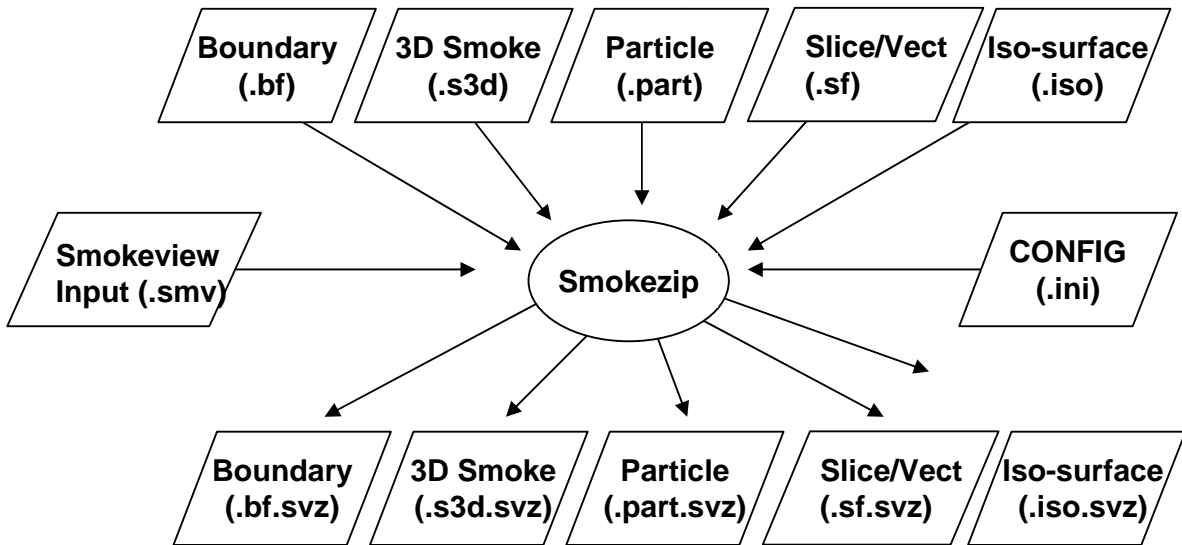 Boundary
(.bf)
3D Smoke
(.s3d)
Particle
(.part)
Slice/Vect
(.sf)
Iso-surface
(.iso)
Smokeview
Input (.smv)
Smokezip
CONFIG
(.ini)
Boundary
(.bf.svz)
3D Smoke
(.s3d.svz)
Particle
(.part.svz)
Slice/Vect
(.sf.svz)
Iso-surface
(.iso.svz)